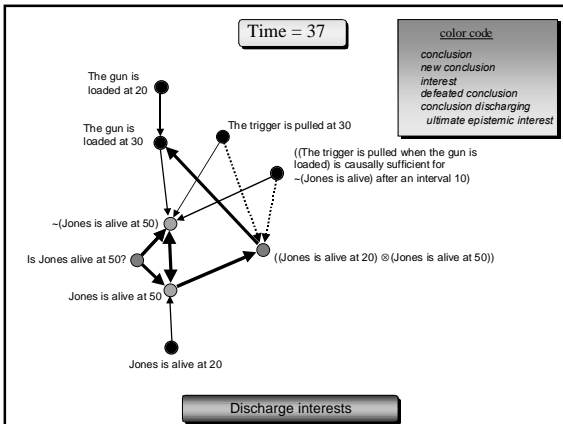 Time = 37
color code
conclusion
new conclusion
interest
defeated conclusion
conclusion discharging
ultimate epistemic interest
The gun is
loaded at 20
The gun is
loaded at 30
The trigger is pulled at 30
((The trigger is pulled when the gun is
loaded) is causally sufficient for
~(Jones is alive) after an interval 10)
~(Jones is alive at 50)
Is Jones alive at 50?
((Jones is alive at 20) ⊗(Jones is alive at 50))
Jones is alive at 50
Jones is alive at 20
Discharge interests